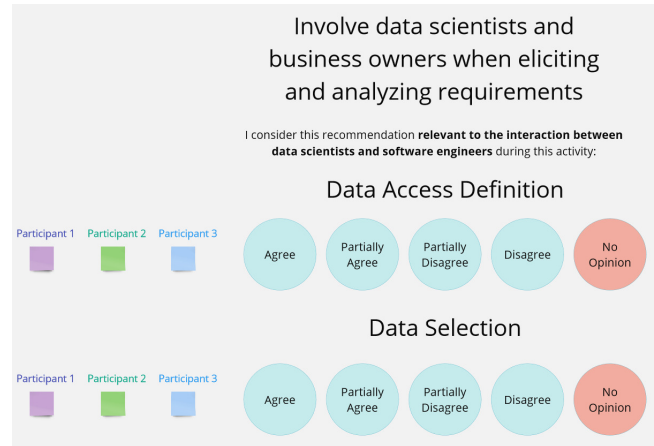 Involve data scientists and
business owners when eliciting
and analyzing requirements
I consider this recommendation relevant to the interaction between
data scientists and software engineers during this activity:
Data Access Definition
Participant 1 Participant 2 Participant 3
Agree
Partially
Agree
Partially
Disagree
Disagree
No
Opinion
Data Selection
Participant 1 Participant 2 Participant 3
Agree
Partially
Agree
Partially
Disagree
Disagree
No
Opinion